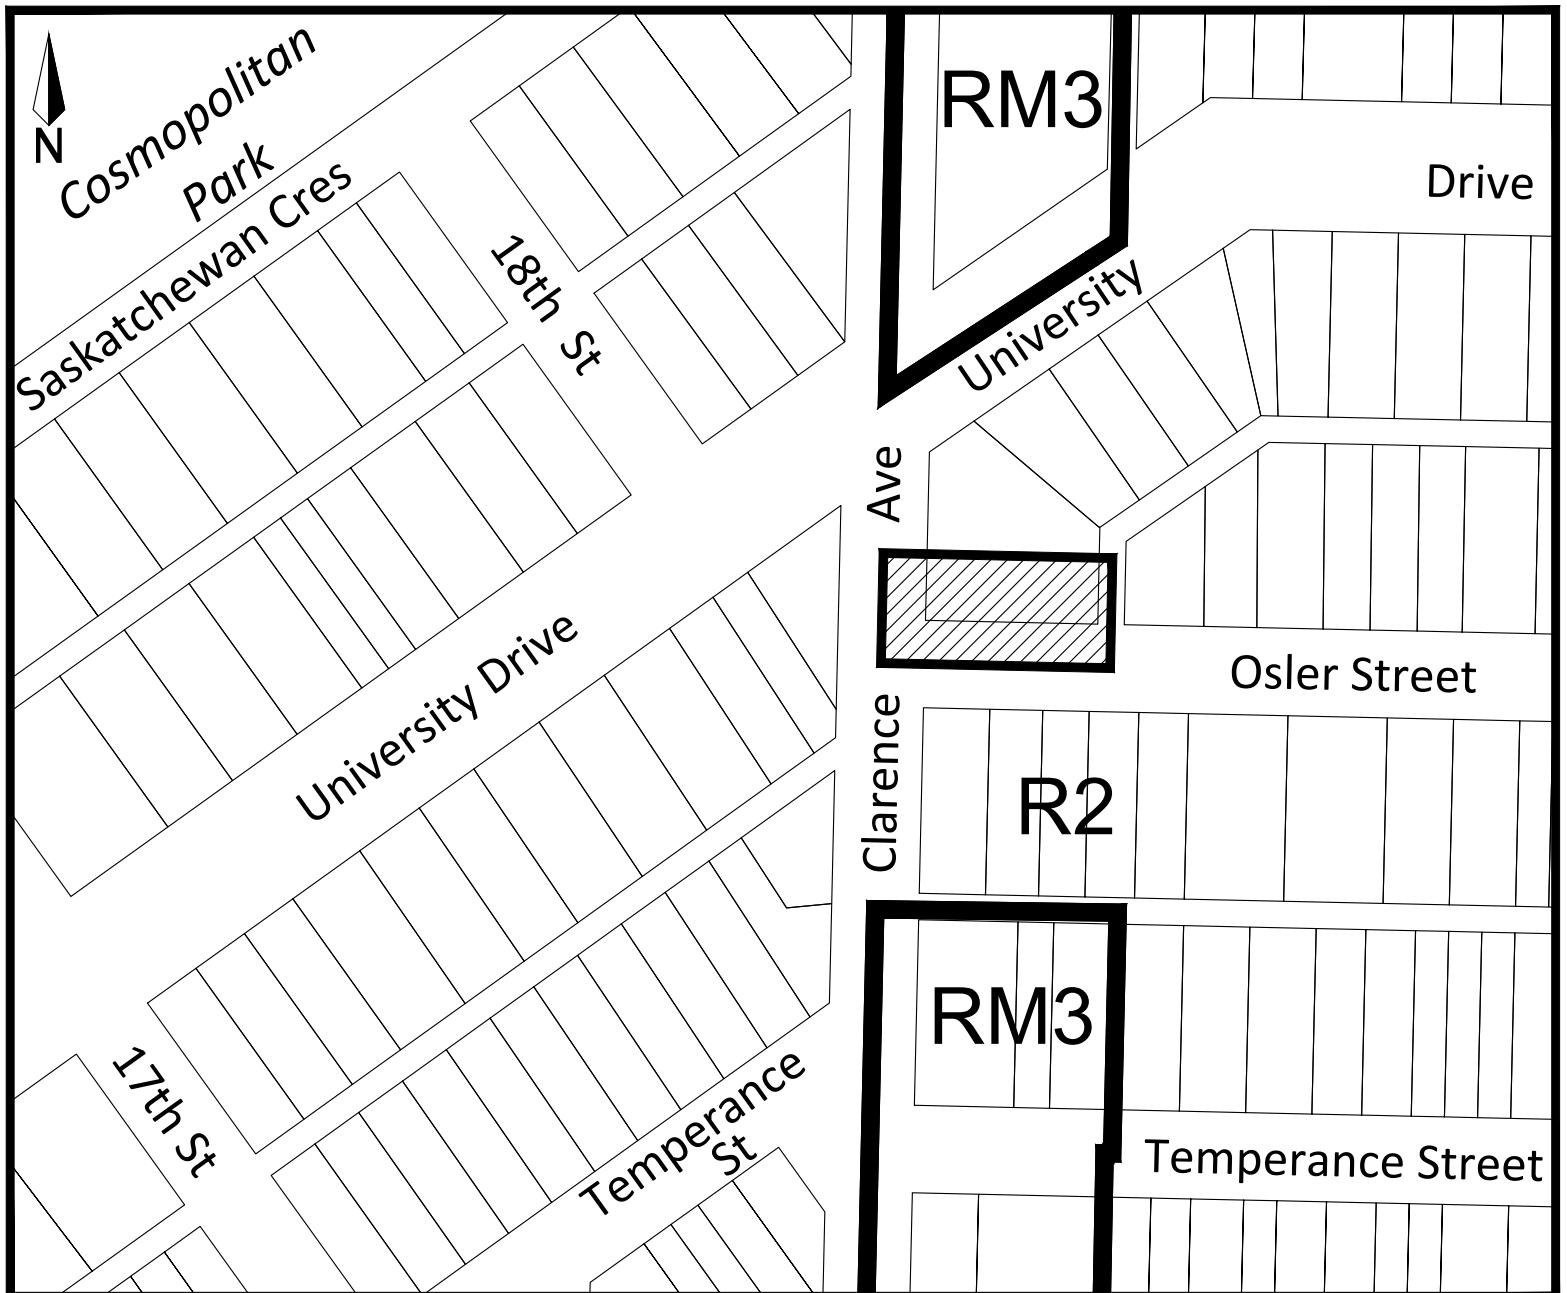 N
Cosmopolitan
Park
RM3
Drive
Saskatchewan Cres
18th St
University
Ave
University Drive
Osler Street
Clarence
R2
RM3
17th St
Temperance
St
Temperance Street